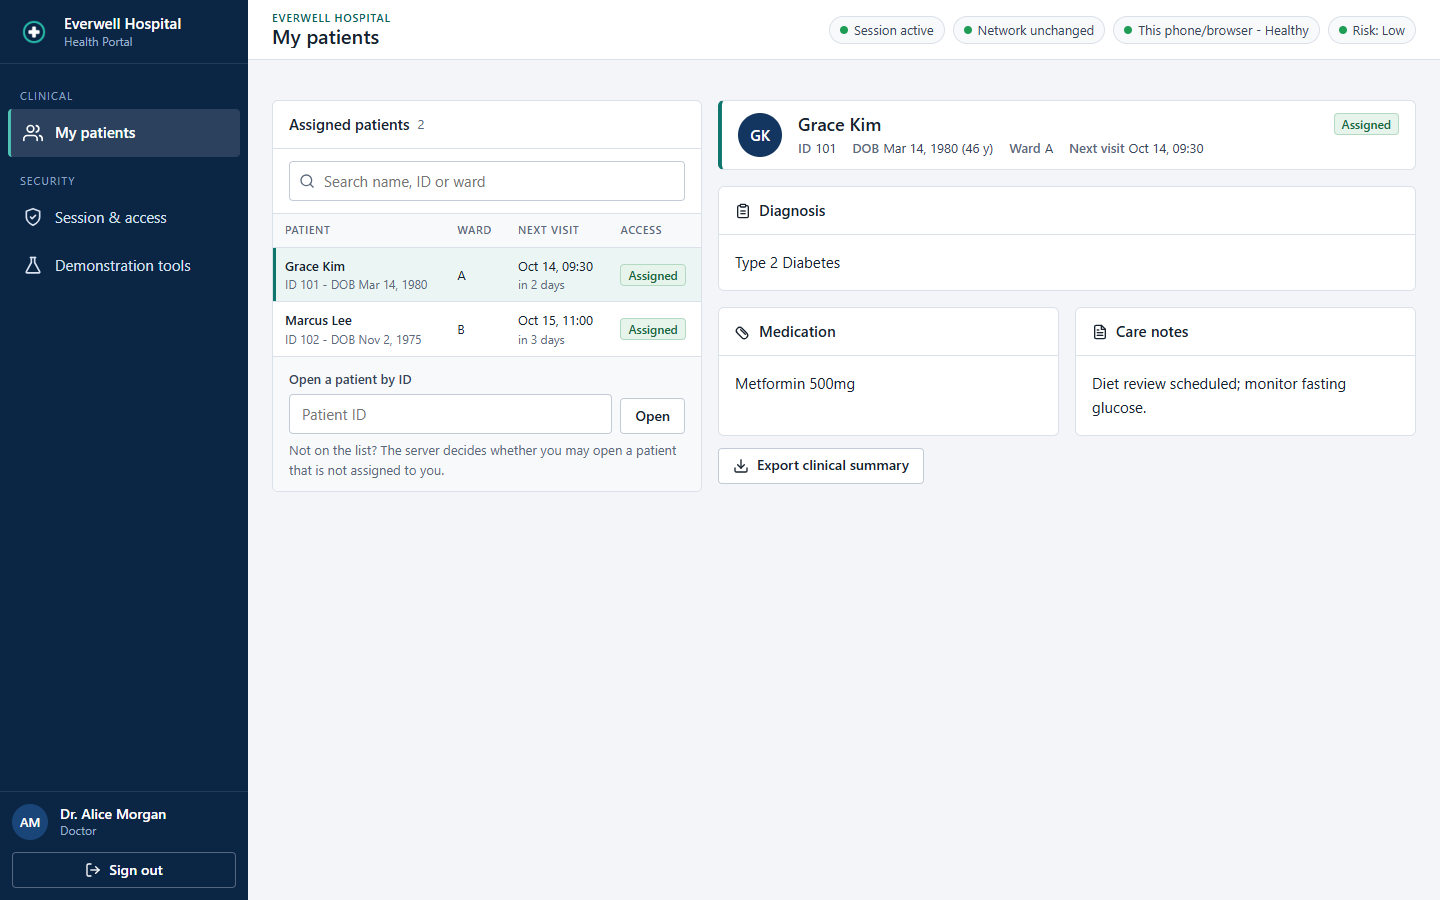 Everwell Hospital
Health Portal
CLINICAL
My patients
SECURITY
Session & access
Demonstration tools
AM
Dr. Alice Morgan
Doctor
Sign out
EVERWELL HOSPITAL
My patients
Session active
Network unchanged
This phone/browser - Healthy
Risk: Low
Assigned patients 2
Search name, ID or ward
PATIENT WARD NEXT VISIT ACCESS
Grace Kim
ID 101 - DOB Mar 14, 1980
A
Oct 14, 09:30
in 2 days
Assigned
Marcus Lee
ID 102 - DOB Nov 2, 1975
B
Oct 15, 11:00
in 3 days
Assigned
Open a patient by ID
Patient ID
Open
Not on the list? The server decides whether you may open a patient
that is not assigned to you.
GK
Grace Kim
ID 101 DOB Mar 14, 1980 (46 y) Ward A Next visit Oct 14, 09:30
Assigned
Diagnosis
Type 2 Diabetes
Medication
Metformin 500mg
Care notes
Diet review scheduled; monitor fasting
glucose.
Export clinical summary